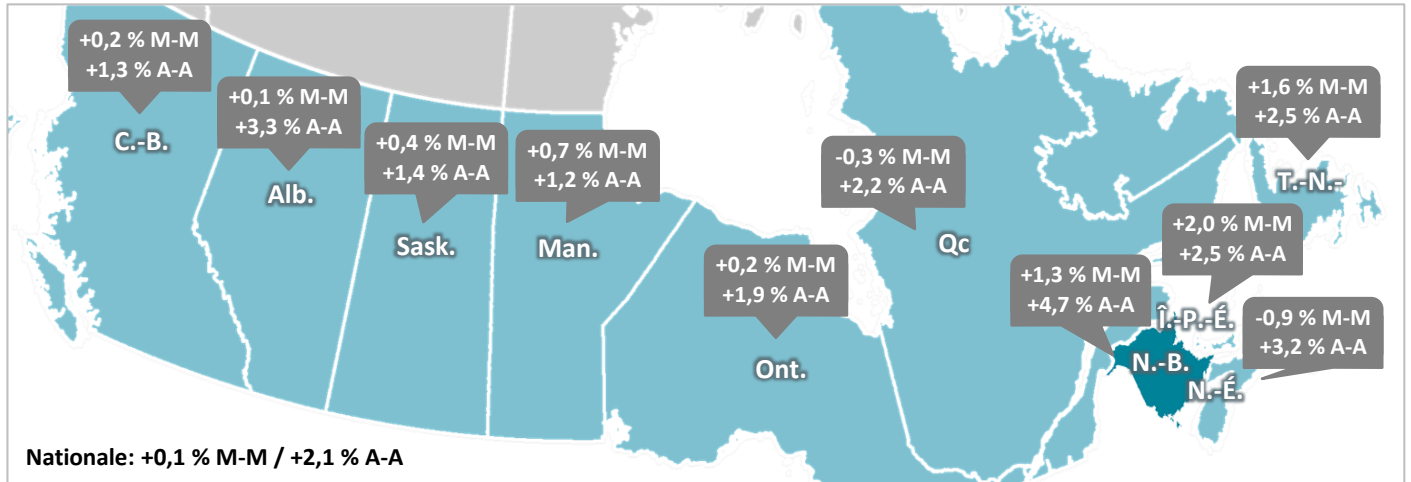 +0,2 % M-M
+1,3 % A-A
C.-B.
+0,1 % M-M
+3,3 % A-A
Alb.
+0,4 % M-M
+1,4 % A-A
Sask.
+0,7 % M-M
+1,2 % A-A
Man.
+0,2 % M-M
+1,9 % A-A
Ont.
-0,3 % M-M
+2,2 % A-A
Qc
+1,6 % M-M
+2,5 % A-A
T.-N.-
+2,0 % M-M
+2,5 % A-A
Î.-P.-É.
+1,3 % M-M
+4,7 % A-A
N.-B.
-0,9 % M-M
+3,2 % A-A
N.-É.
Nationale: +0,1 % M-M / +2,1 % A-A